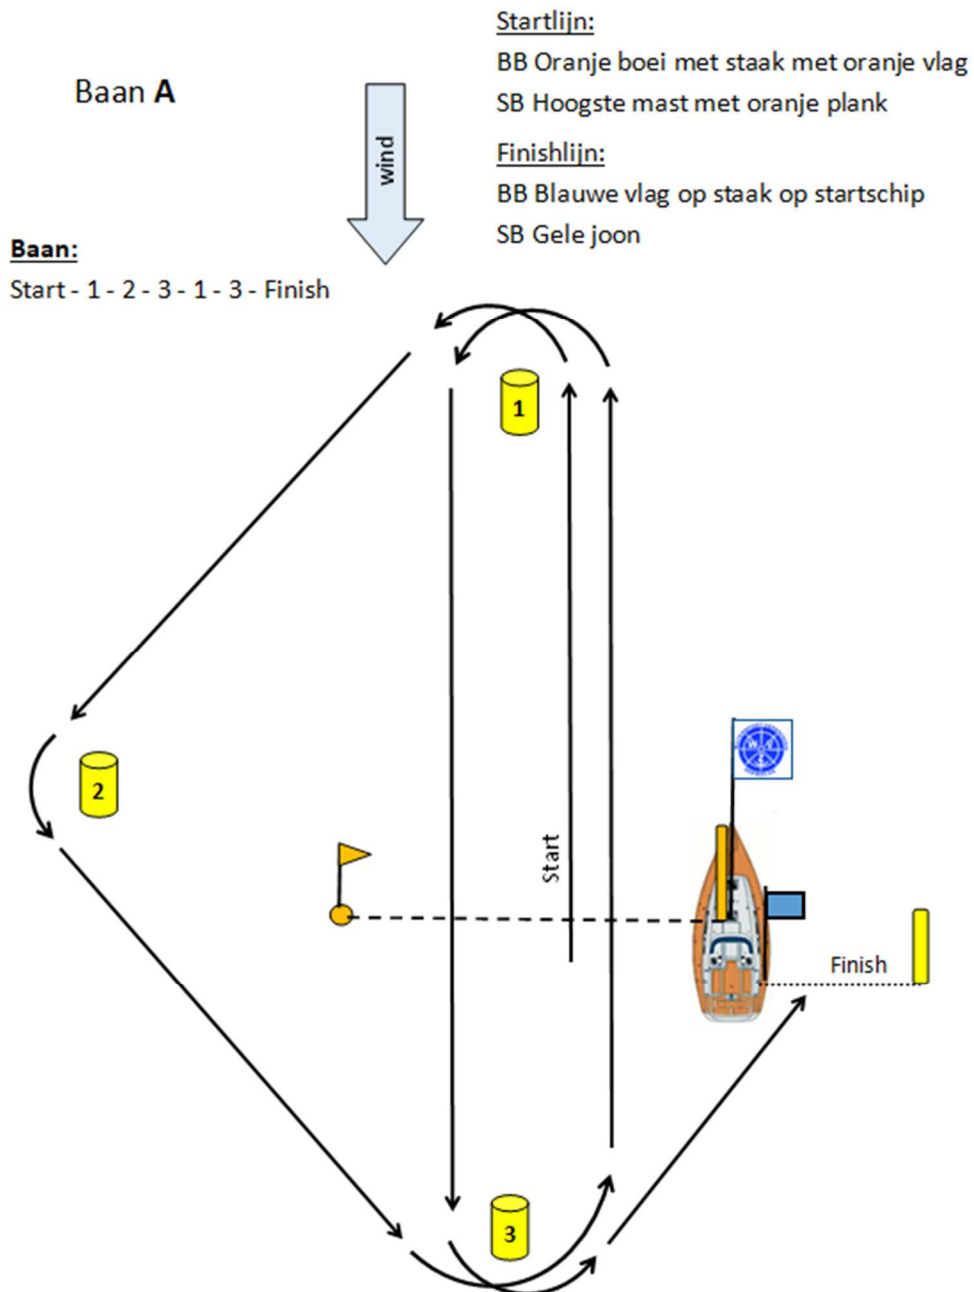 Startlijn:
BB Oranje boei met staak met oranje vlag
SB Hoogste mast met oranje plank
Finishlijn:
BB Blauwe vlag op staak op startschip
SB Gele joon
Baan A
wind
Baan:
Start - 1 - 2 - 3 - 1 - 3 - Finish
1
2
Start
Finish
3